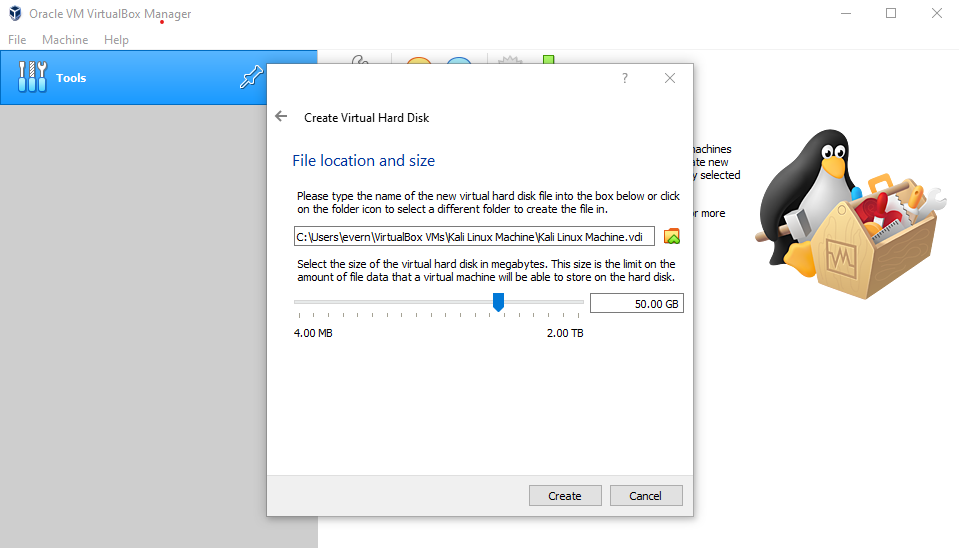 Oracle VM VirtualBox Manager
File Machine Help
Tools
?
Create Virtual Hard Disk
File location and size
machines
ate new
y selected
or more
Please type the name of the new virtual hard disk file into the box below or click
on the folder icon to select a different folder to create the file in.
C:\Users\evern\VirtualBox VMs\Kali Linux Machine\Kali Linux Machine.vdi
Select the size of the virtual hard disk in megabytes. This size is the limit on the
amount of file data that a virtual machine will be able to store on the hard disk.
50.00 GB
4.00 MB 2.00 TB
Create Cancel